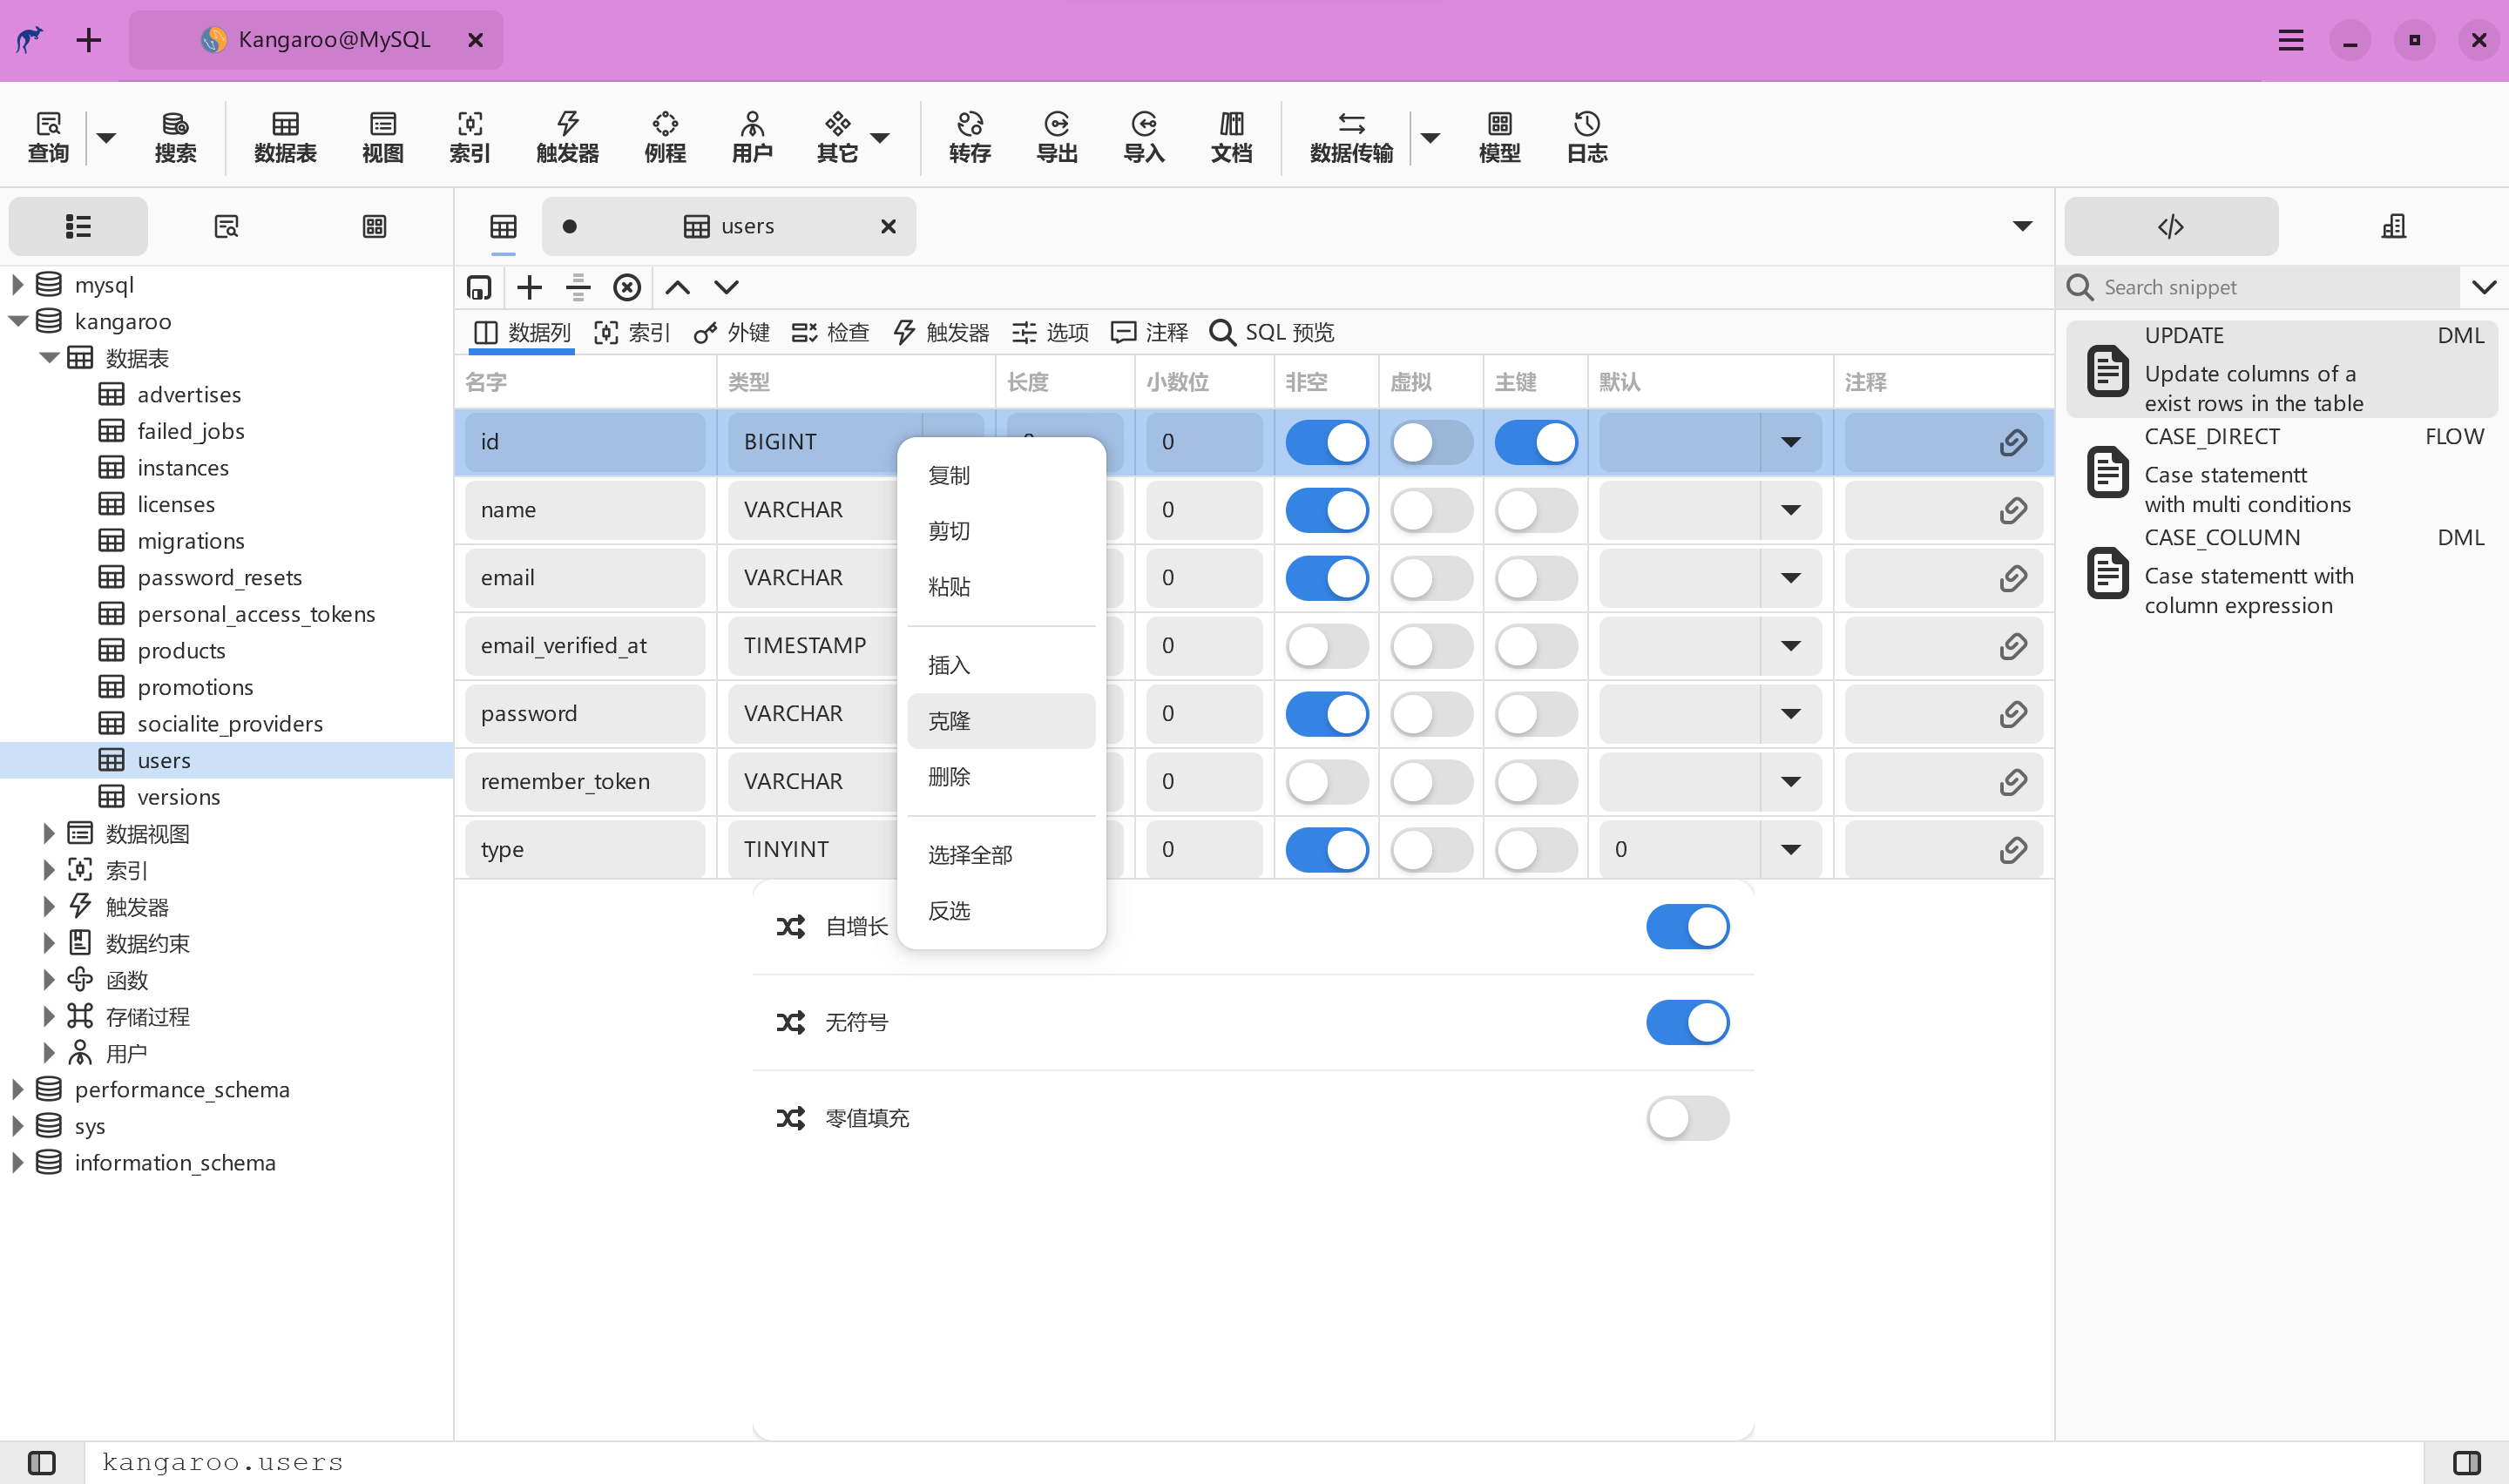 Kangaroo@MySQL
查询 搜索 数据表 视图 索引 触发器 例程 用户 其它 转存 导出 导入 文档 数据传输 模型 日志
mysql
kangaroo
数据表
advertises
failed_jobs
instances
licenses
migrations
password_resets
personal_access_tokens
products
promotions
socialite_providers
users
versions
数据视图
索引
触发器
数据约束
函数
存储过程
用户
performance_schema
sys
information_schema
users
数据列 索引 外键 检查 触发器 选项 注释 SQL 预览
名字 类型 长度 小数位 非空 虚拟 主键 默认 注释
id BIGINT 0
name VARCHAR 0
email VARCHAR 0
email_verified_at TIMESTAMP 0
password VARCHAR 0
remember_token VARCHAR 0
type TINYINT 0 0
复制
剪切
粘贴
插入
克隆
删除
选择全部
反选
自增长
无符号
零值填充
Search snippet
UPDATE DML
Update columns of a
exist rows in the table
CASE_DIRECT FLOW
Case statementt
with multi conditions
CASE_COLUMN DML
Case statementt with
column expression
kangaroo.users